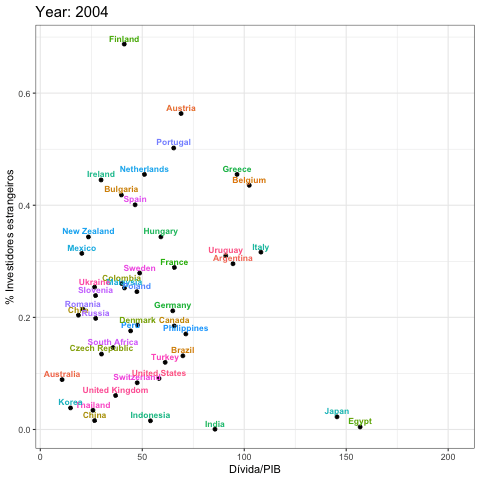 Year: 2004
% Investidores estrangeiros
0.6
0.4
0.2
0.0
Finland
Austria
Portugal
Netherlands
Greece
Ireland
Belgium
Bulgaria
Spain
New Zealand
Hungary
Mexico
Uruguay
Italy
Argentina
France
Sweden
Colombia
Ukraine
Poland
Slovenia
Romania
Germany
Russia
Denmark
Canada
Peru
Philippines
South Africa
Czech Republic
Brazil
Turkey
Australia
Switzerland
United States
United Kingdom
Korea
Thailand
China
Indonesia
India
Japan
Egypt
0
50
100
150
200
Dívida/PIB